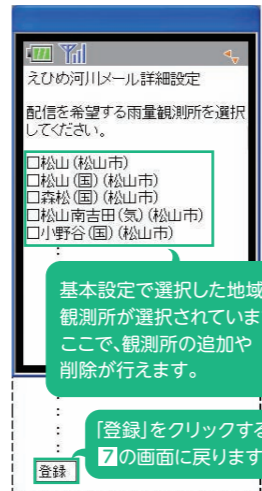 えひめ河川メール詳細設定
配信を希望する雨量観測所を選択
してください。
□松山(松山市)
□松山(国)(松山市)
□森松(国)(松山市)
□松山南吉田(気)(松山市)
□小野谷(国)(松山市)
:
基本設定で選択した地域
観測所が選択されていま
ここで、観測所の追加や
削除が行えます。
:
:
:
「登録」をクリックする
7の画面に戻ります
登録